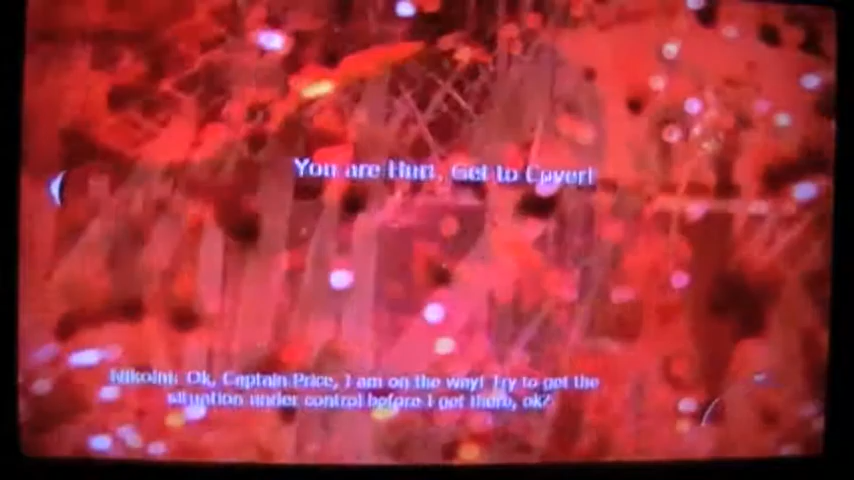 You are Hurt. Get to Cover!
Nikolai: Ok, Captain Price, I am on the way! Try to get the
situation under control before I get there, ok?